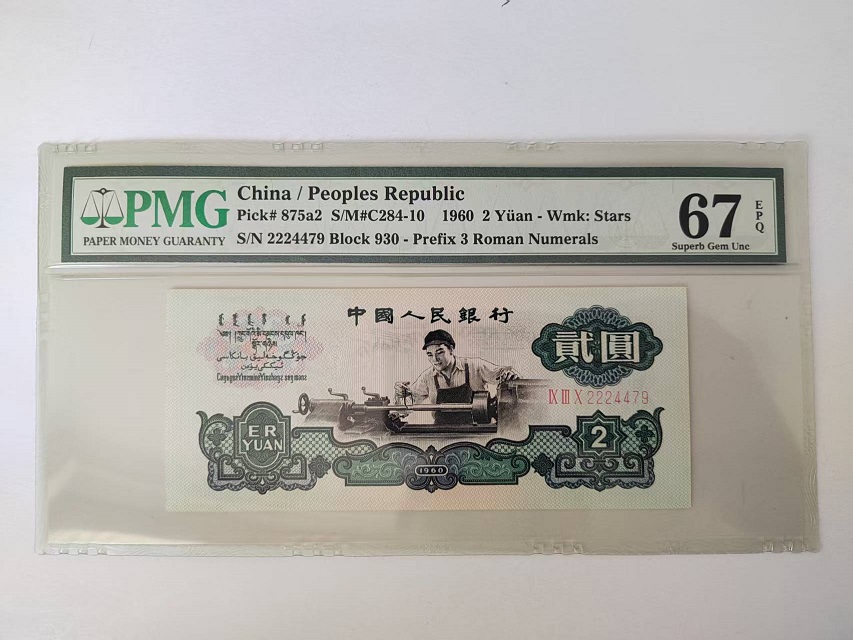 PMG
PAPER MONEY GUARANTY
China / Peoples Republic
Pick# 875a2 S/M#C284-10 1960 2 Yüan - Wmk: Stars
S/N 2224479 Block 930 - Prefix 3 Roman Numerals
67
EPQ
Superb Gem Unc
中國人民銀行
貳圓
IX III X 2224479
ER
YUAN
2
1960